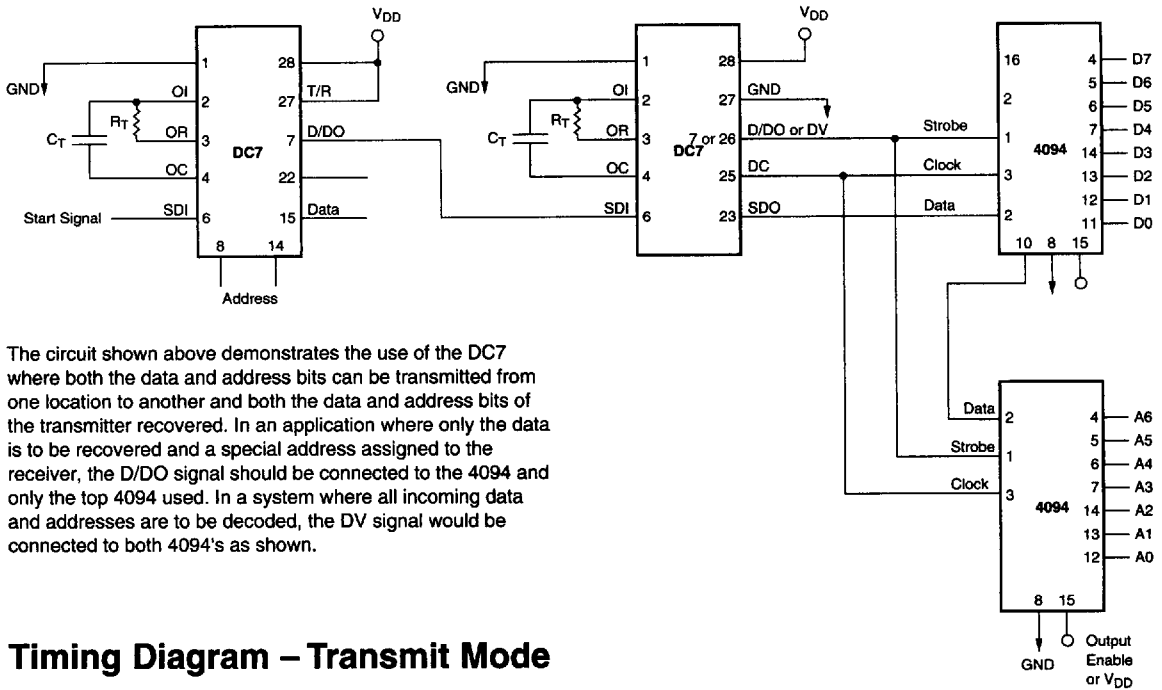 VDD
VDD
1
28
GND
OI
2
27
T/R
RT
CT
OR
3
7
D/DO
DC7
OC
4
22
Start Signal
SDI
6
15
Data
8
14
Address
1
28
GND
OI
2
27
GND
RT
CT
OR
3
7 or 26
D/DO or DV
DC7
OC
4
25
DC
SDI
6
23
SDO
16
4
D7
5
D6
2
6
D5
Strobe
1
7
D4
4094
14
D3
Clock
3
13
D2
12
D1
Data
2
11
D0
10
8
15
The circuit shown above demonstrates the use of the DC7
where both the data and address bits can be transmitted from
one location to another and both the data and address bits of
the transmitter recovered. In an application where only the data
is to be recovered and a special address assigned to the
receiver, the D/DO signal should be connected to the 4094 and
only the top 4094 used. In a system where all incoming data
and addresses are to be decoded, the DV signal would be
connected to both 4094's as shown.
Data
2
4
A6
Strobe
1
5
A5
6
A4
Clock
3
7
A3
4094
14
A2
13
A1
12
A0
8
15
GND
Output
Enable
or VDD
Timing Diagram – Transmit Mode